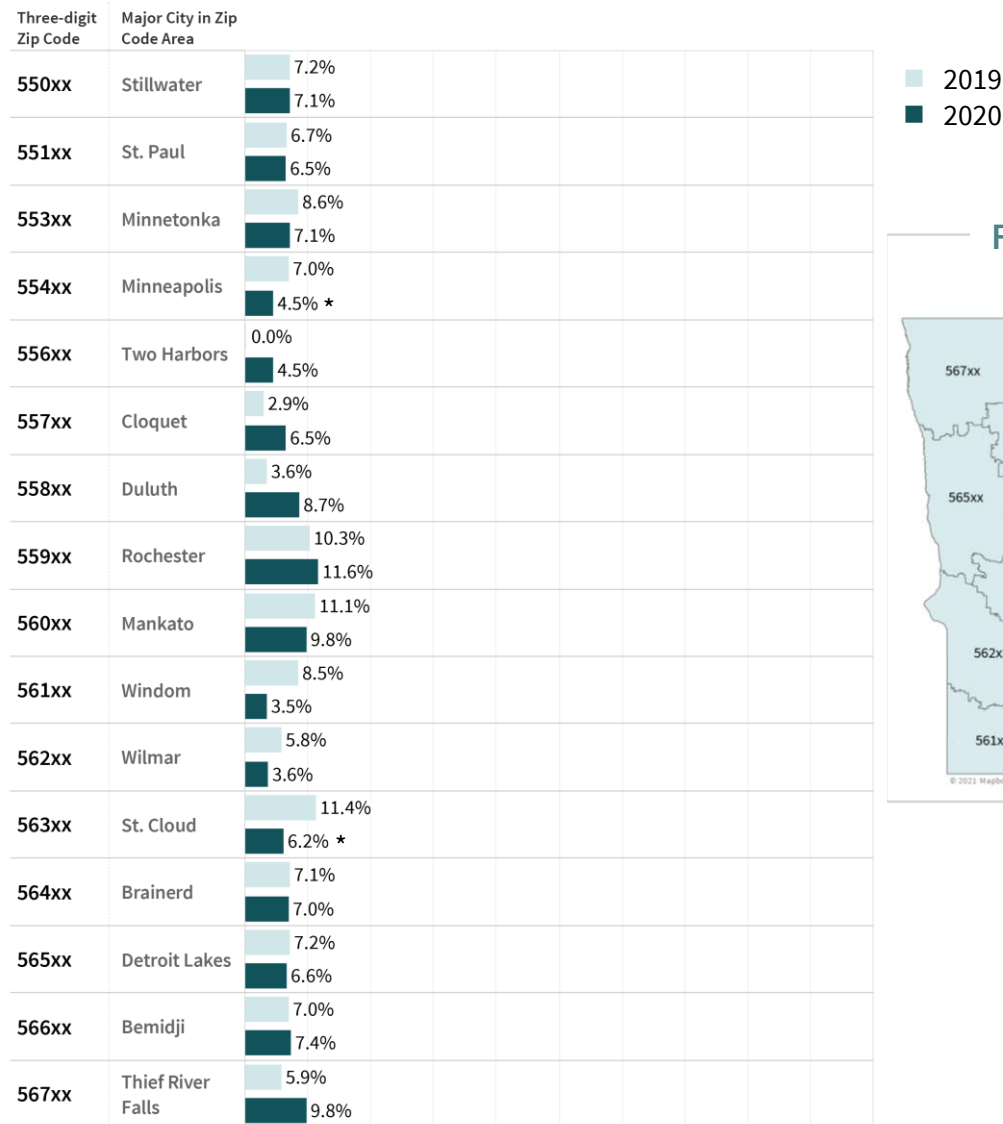 Three-digit Zip Code
Major City in Zip Code Area
550xx Stillwater 7.2%
7.1%
551xx St. Paul 6.7%
6.5%
553xx Minnetonka 8.6%
7.1%
554xx Minneapolis 7.0%
4.5% *
556xx Two Harbors 0.0%
4.5%
557xx Cloquet 2.9%
6.5%
558xx Duluth 3.6%
8.7%
559xx Rochester 10.3%
11.6%
560xx Mankato 11.1%
9.8%
561xx Windom 8.5%
3.5%
562xx Wilmar 5.8%
3.6%
563xx St. Cloud 11.4%
6.2% *
564xx Brainerd 7.1%
7.0%
565xx Detroit Lakes 7.2%
6.6%
566xx Bemidji 7.0%
7.4%
567xx Thief River Falls 5.9%
9.8%
2019
2020
567xx
565xx
562x
561x
© 2021 Mapb